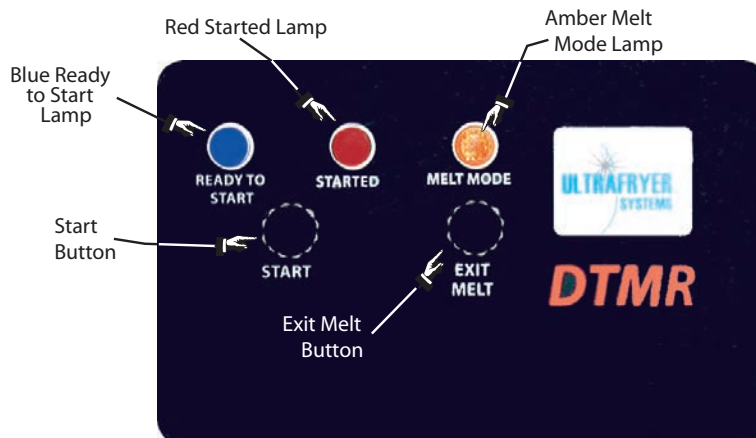 Red Started Lamp
Amber Melt
Mode Lamp
Blue Ready
to Start
Lamp
READY TO
START
STARTED
MELT MODE
ULTRAFRYER
SYSTEMS
Start
Button
START
EXIT
MELT
DTMR
Exit Melt
Button